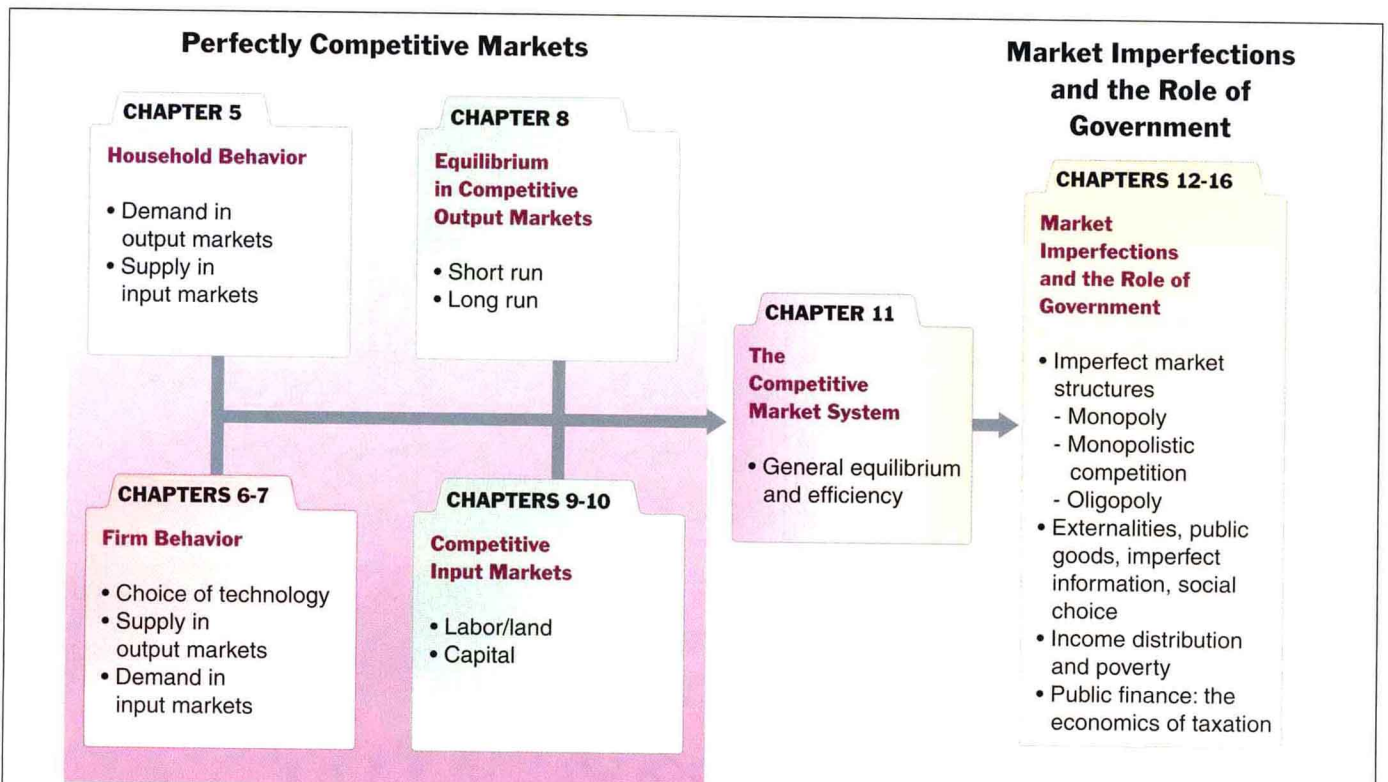 Perfectly Competitive Markets
CHAPTER 5
Household Behavior
• Demand in
output markets
• Supply in
input markets
CHAPTER 8
Equilibrium
in Competitive
Output Markets
• Short run
• Long run
CHAPTERS 6-7
Firm Behavior
• Choice of technology
• Supply in
output markets
• Demand in
input markets
CHAPTERS 9-10
Competitive
Input Markets
• Labor/land
• Capital
CHAPTER 11
The
Competitive
Market System
• General equilibrium
and efficiency
Market Imperfections
and the Role of
Government
CHAPTERS 12-16
Market
Imperfections
and the Role of
Government
• Imperfect market
structures
- Monopoly
- Monopolistic
competition
- Oligopoly
• Externalities, public
goods, imperfect
information, social
choice
• Income distribution
and poverty
• Public finance: the
economics of taxation